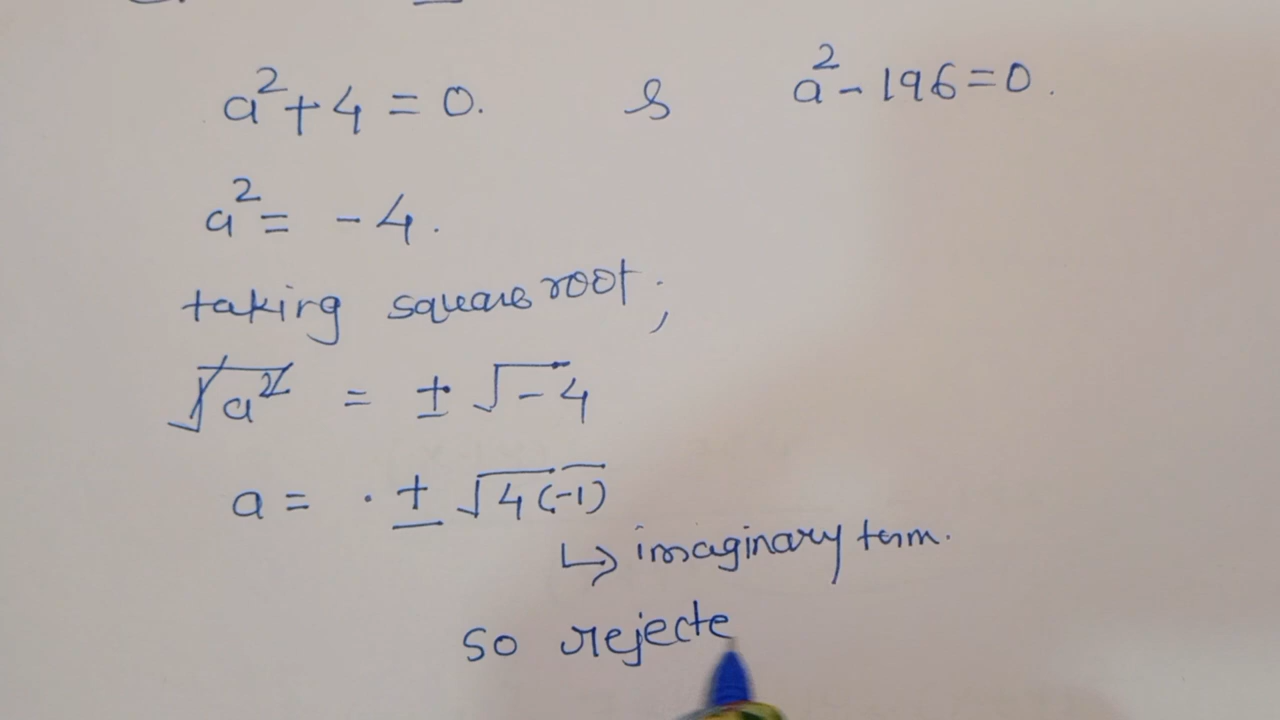 a² + 4 = 0. & a² - 196 = 0.
a² = - 4.
taking square root ;
√a² = ± √-4
a = . ± √4(-1)
↳ imaginary term.
so rejecte